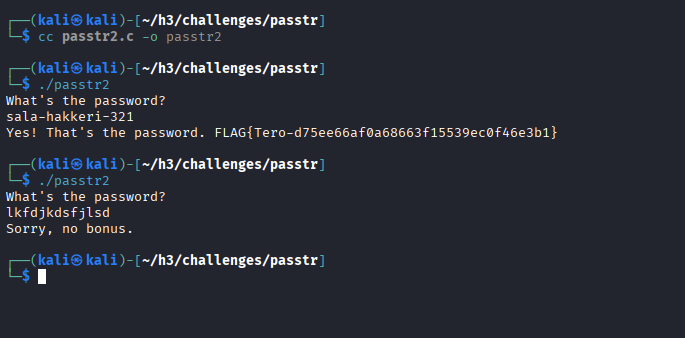 ┌──(kali㉿kali)-[~/h3/challenges/passtr]
└─$ cc passtr2.c -o passtr2
┌──(kali㉿kali)-[~/h3/challenges/passtr]
└─$ ./passtr2
What's the password?
sala-hakkeri-321
Yes! That's the password. FLAG{Tero-d75ee66af0a68663f15539ec0f46e3b1}
┌──(kali㉿kali)-[~/h3/challenges/passtr]
└─$ ./passtr2
What's the password?
lkfdjkdsfjlsd
Sorry, no bonus.
┌──(kali㉿kali)-[~/h3/challenges/passtr]
└─$